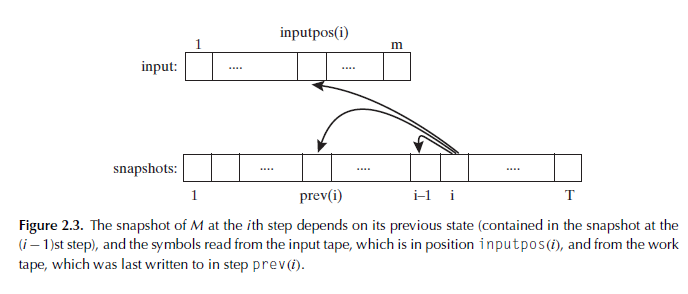 inputpos(i)
1 m
input: .... ....
snapshots: .... .... ....
1 prev(i) i–1 i T
Figure 2.3. The snapshot of M at the ith step depends on its previous state (contained in the snapshot at the
(i − 1)st step), and the symbols read from the input tape, which is in position inputpos(i), and from the work
tape, which was last written to in step prev(i).